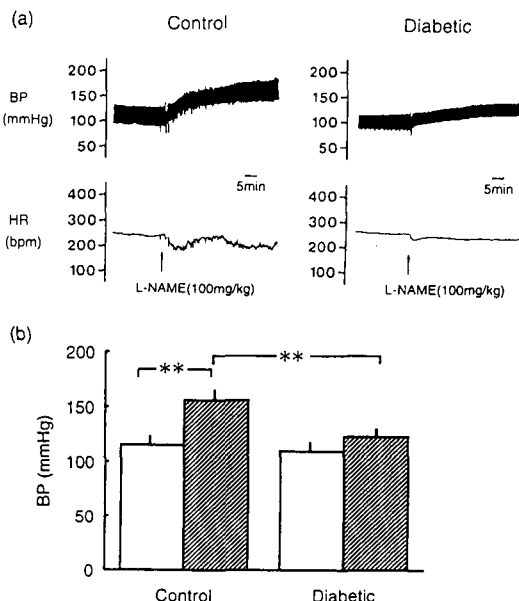 (a)
Control
Diabetic
BP
(mmHg)
200
150
100
50
200
150
100
50
5min
5min
HR
(bpm)
400
300
200
100
400
300
200
100
L-NAME(100mg/kg)
L-NAME(100mg/kg)
(b)
BP (mmHg)
200
150
100
50
0
**
**
Control
Diabetic